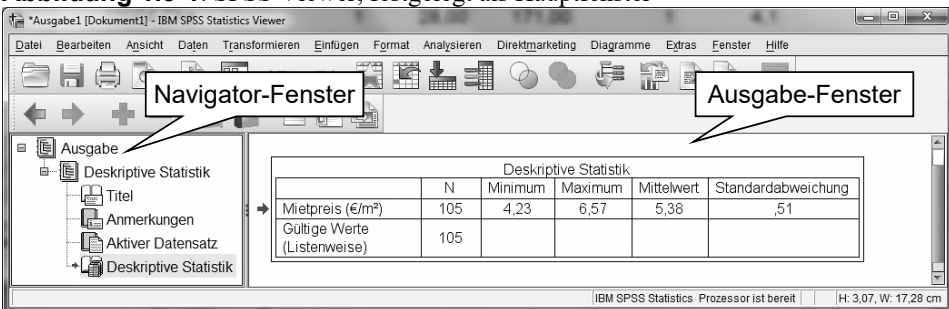 *Ausgabe1 [Dokument1] - IBM SPSS Statistics Viewer
Datei Bearbeiten Ansicht Daten Transformieren Einfügen Format Analysieren Direktmarketing Diagramme Extras Fenster Hilfe
Navigator-Fenster
Ausgabe-Fenster
Ausgabe
Deskriptive Statistik
Titel
Anmerkungen
Aktiver Datensatz
Deskriptive Statistik
Deskriptive Statistik
N Minimum Maximum Mittelwert Standardabweichung
Mietpreis (€/m²) 105 4,23 6,57 5,38 ,51
Gültige Werte
(Listenweise) 105
IBM SPSS Statistics Prozessor ist bereit H: 3,07, W: 17,28 cm